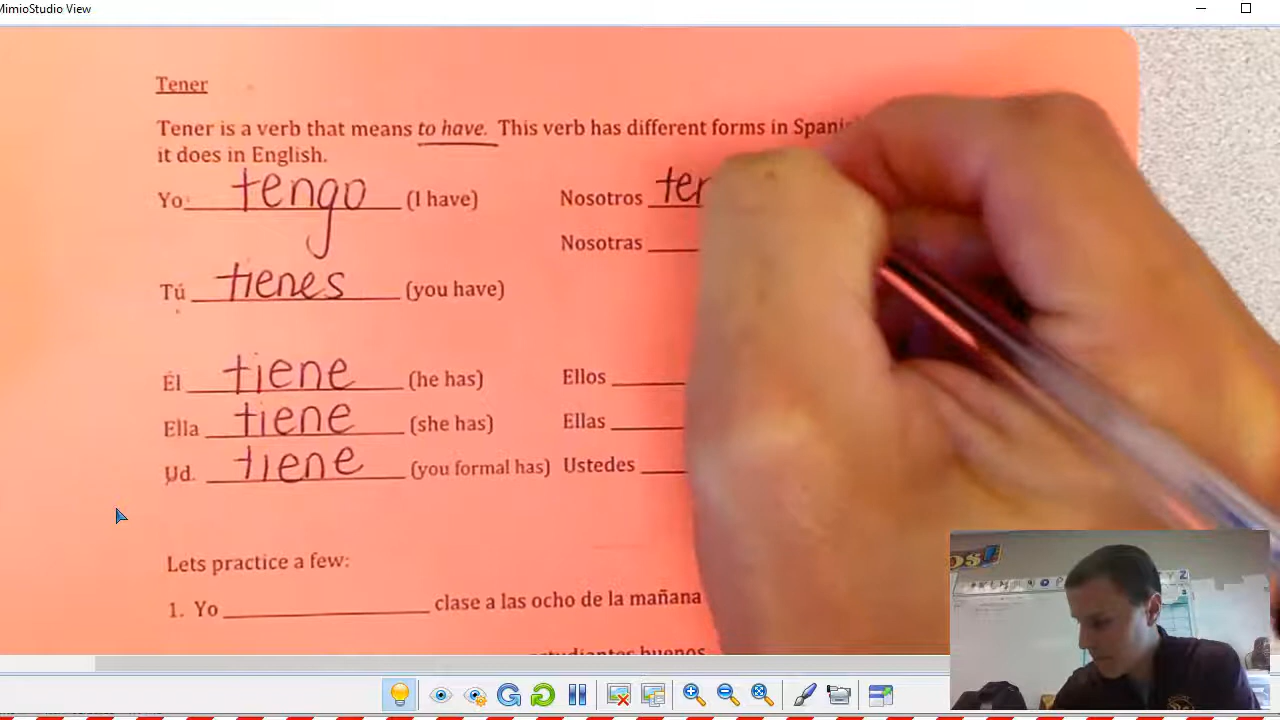 MimioStudio View
Tener
Tener is a verb that means to have. This verb has different forms in
it does in English.
Yo tengo (I have) Nosotros
Nosotras
Tú tienes (you have)
Él tiene (he has) Ellos
Ella tiene (she has) Ellas
Ud. tiene (you formal has) Ustedes
Lets practice a few:
1. Yo clase a las ocho de la mañana
estudiantes buenos